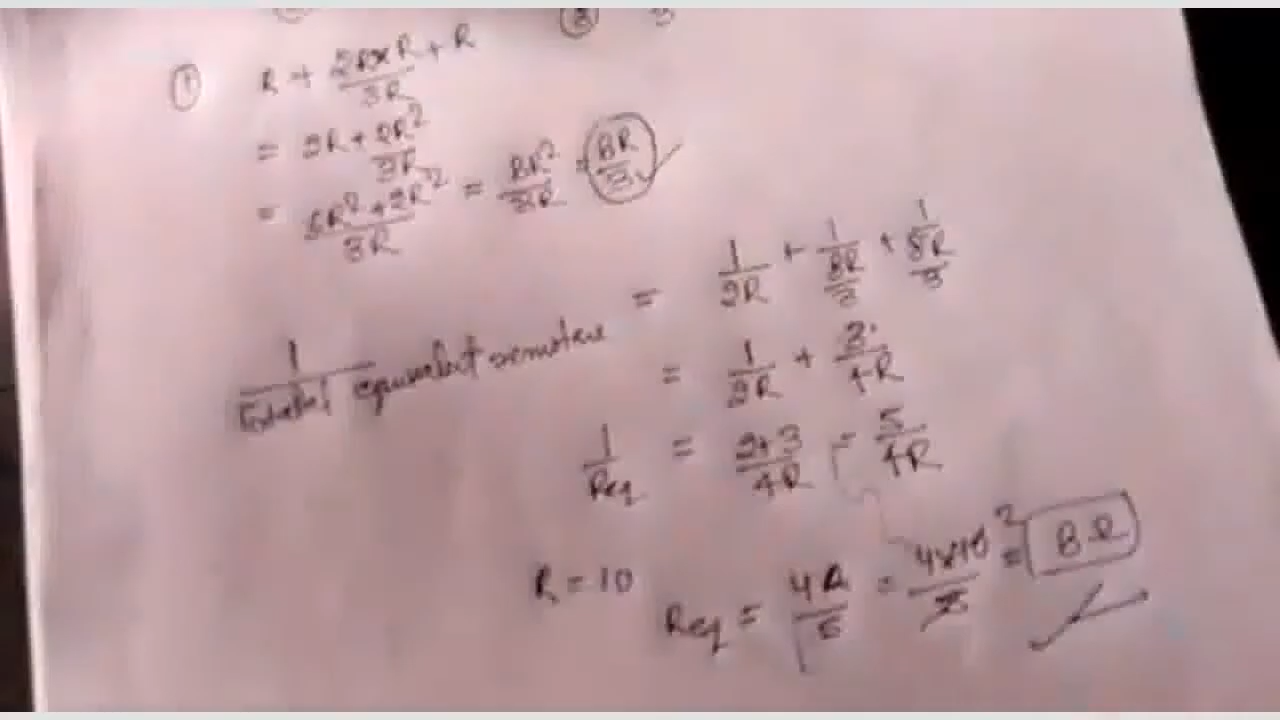 ① R + 2R×R/3R + R
= 2R + 2R²/3R
= 6R² + 2R²/3R = 8R²/3R = 8R/3
1/Total equivalent = 1/2R + 1/(8R/3) + 1/(8R/3)
= 1/2R + 3/4R
1/Req = 2+3/4R = 5/4R
R = 10
Req = 4R/5 = 4×10/5 = 8Ω